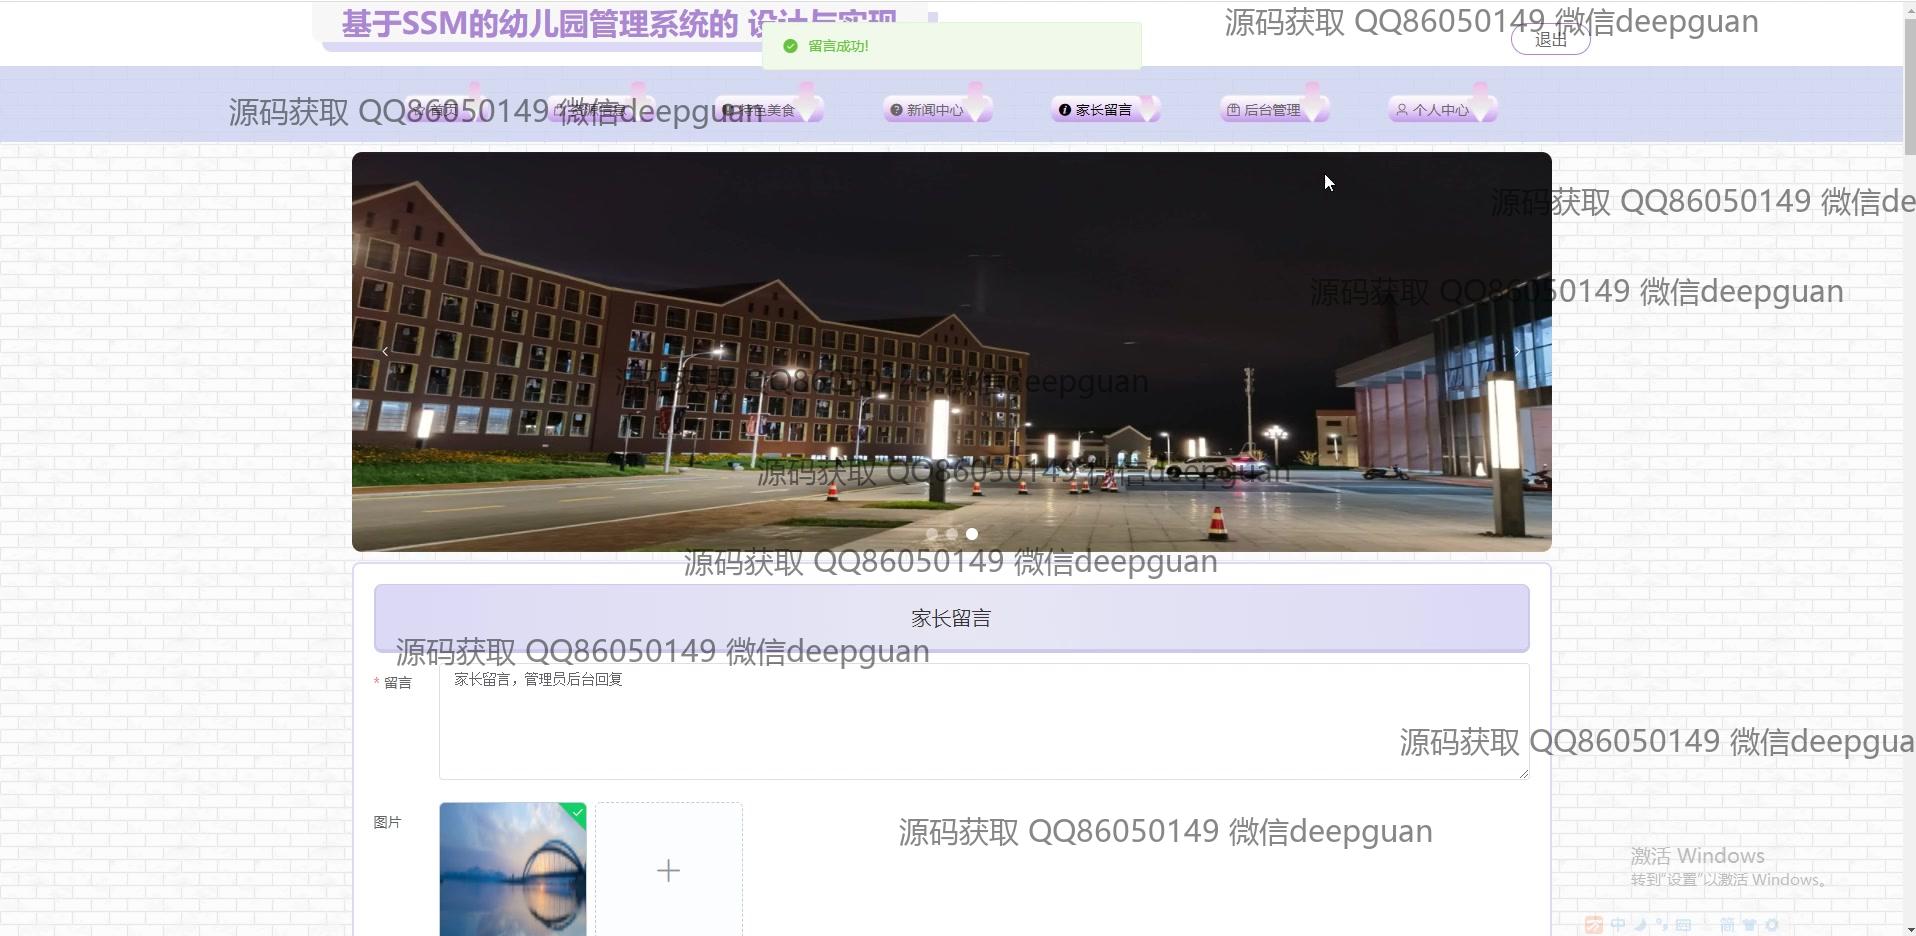 基于SSM的幼儿园管理系统的 设计与实现
留言成功!
源码获取 QQ86050149 微信deepguan
退出
源码获取 QQ86050149 微信deepguan
首页
特色美食
新闻中心
家长留言
后台管理
个人中心
源码获取 QQ86050149 微信de
源码获取 QQ86050149 微信deepguan
源码获取 QQ86050149 微信deepguan
源码获取 QQ86050149 微信deepguan
源码获取 QQ86050149 微信deepguan
家长留言
源码获取 QQ86050149 微信deepguan
* 留言
家长留言，管理员后台回复
源码获取 QQ86050149 微信deepgua
图片
源码获取 QQ86050149 微信deepguan
激活 Windows
转到"设置"以激活 Windows。
中
简